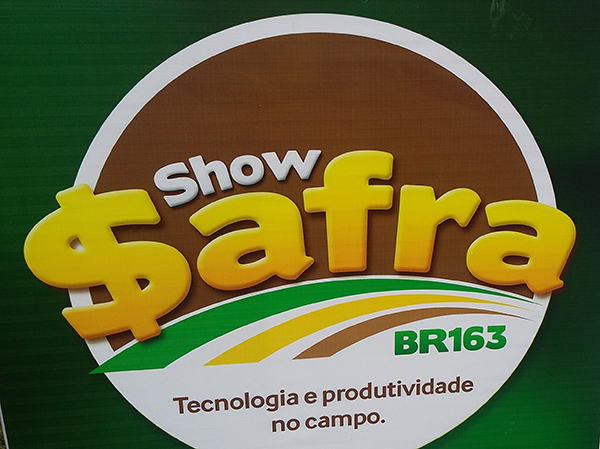 Show
$afra
BR163
Tecnologia e produtividade
no campo.